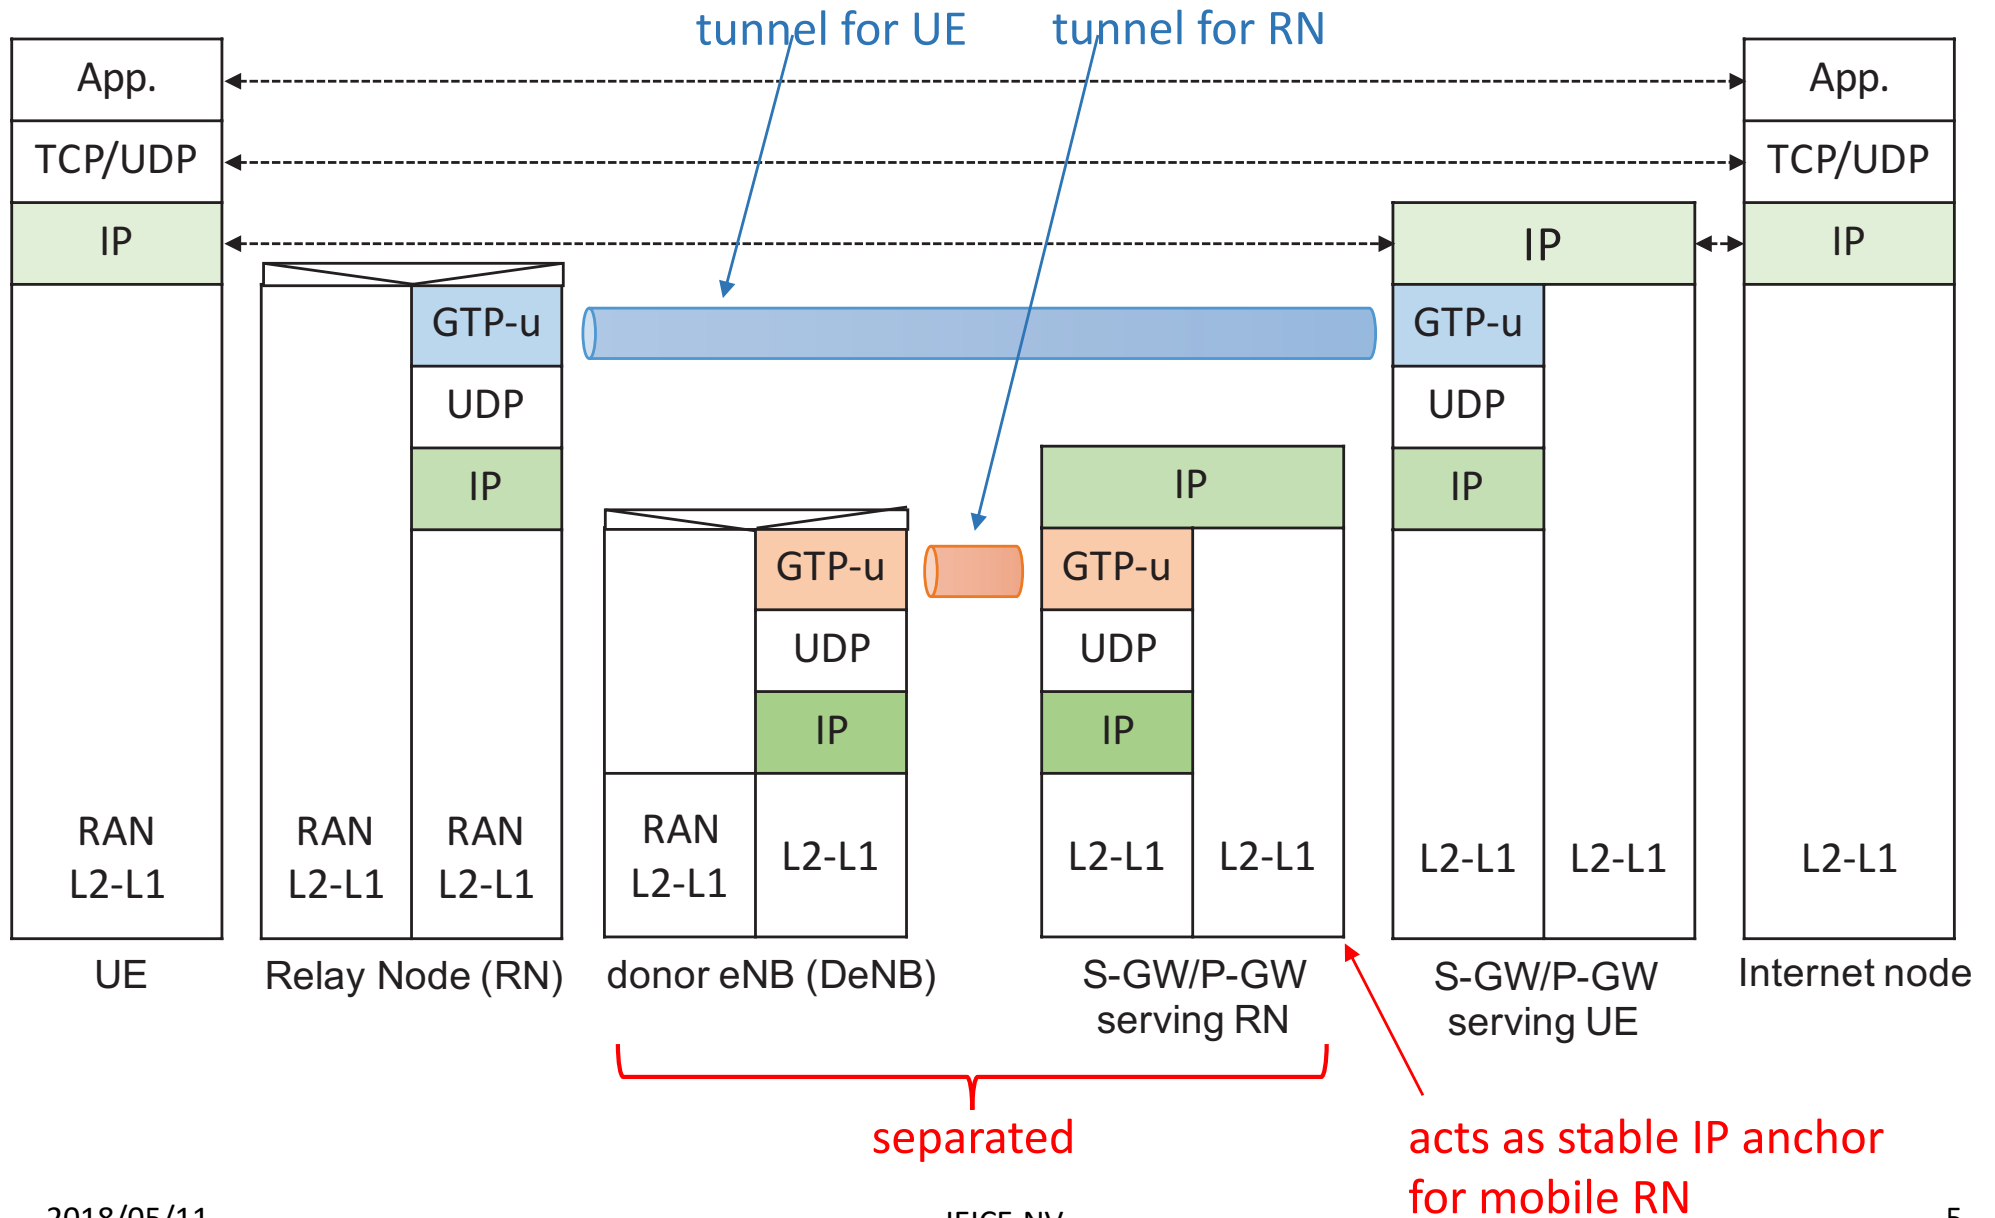 tunnel for UE
tunnel for RN
App.
TCP/UDP
IP
RAN
L2-L1
UE
GTP-u
UDP
IP
RAN
L2-L1
RAN
L2-L1
Relay Node (RN)
GTP-u
UDP
IP
RAN
L2-L1
L2-L1
donor eNB (DeNB)
IP
GTP-u
UDP
IP
L2-L1
L2-L1
S-GW/P-GW
serving RN
IP
GTP-u
UDP
IP
L2-L1
L2-L1
S-GW/P-GW
serving UE
App.
TCP/UDP
IP
L2-L1
Internet node
separated
acts as stable IP anchor
for mobile RN
2018/05/11
5